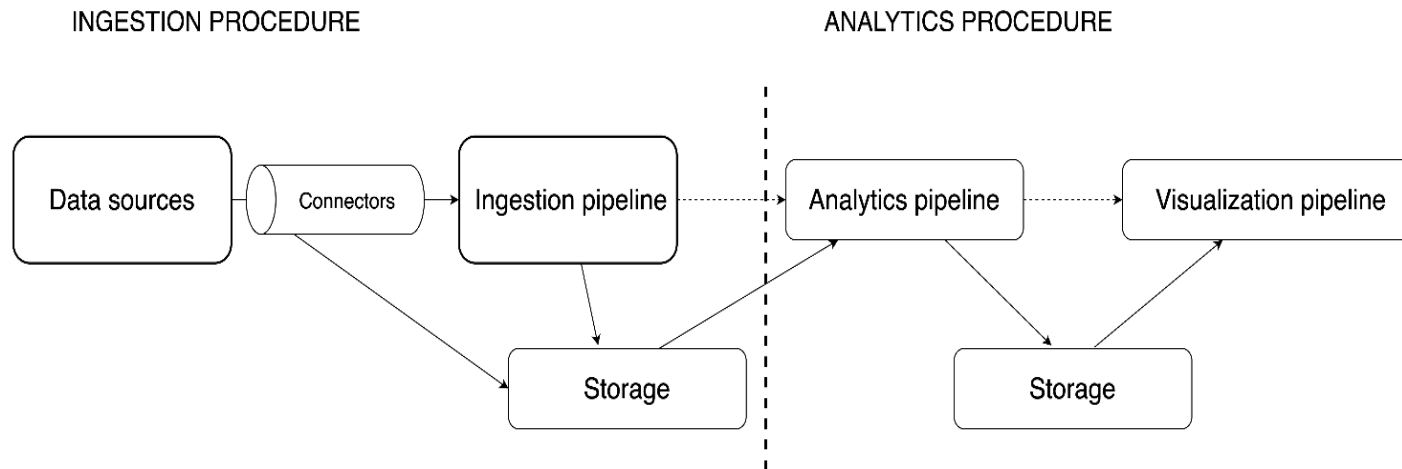 INGESTION PROCEDURE
ANALYTICS PROCEDURE
Data sources
Connectors
Ingestion pipeline
Analytics pipeline
Visualization pipeline
Storage
Storage